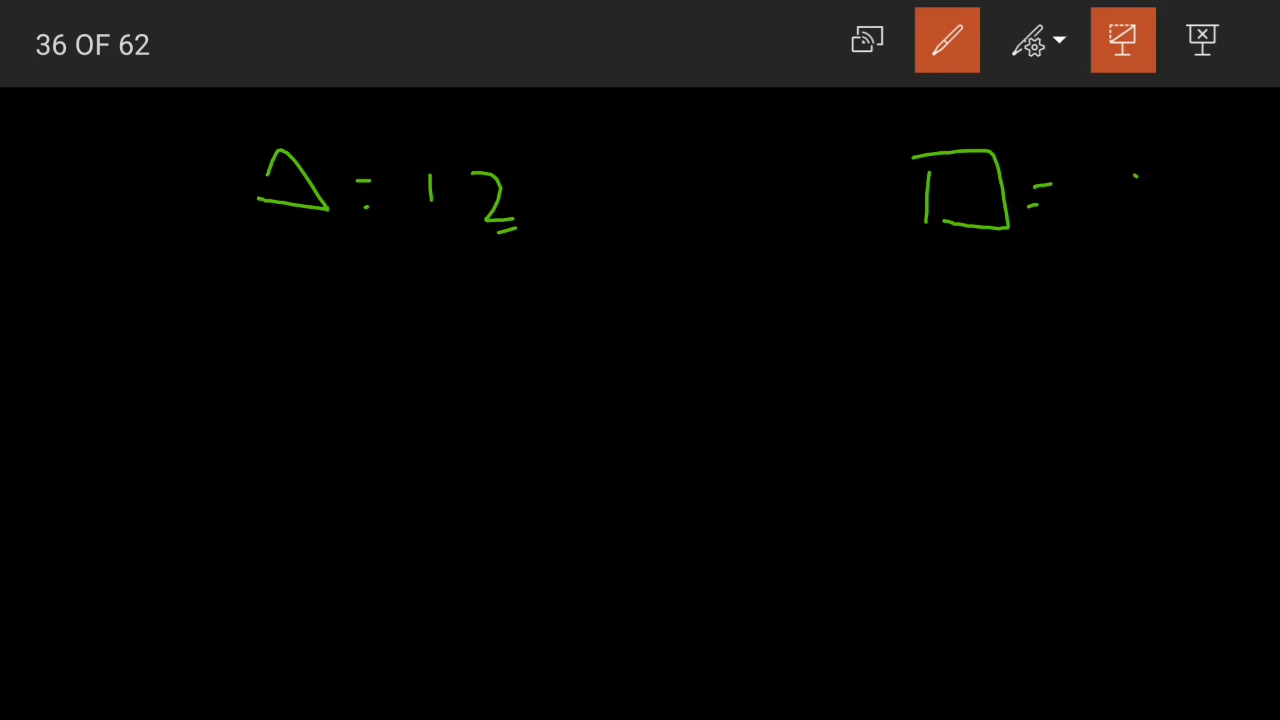 36 OF 62
Δ = 12 □ =